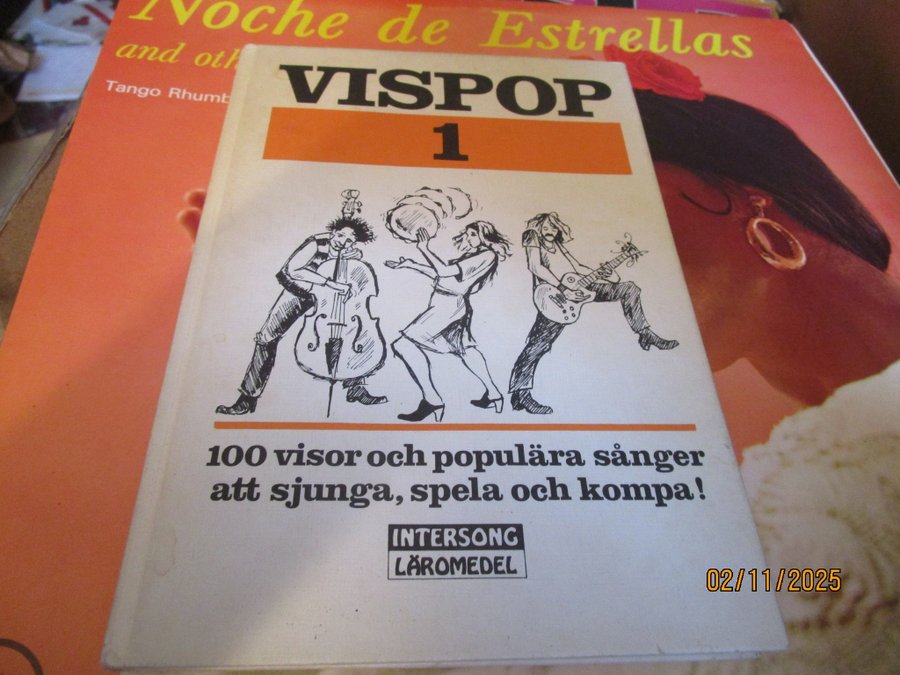 Noche de Estrellas
and oth
Tango Rhumb
VISPOP
1
100 visor och populära sånger
att sjunga, spela och kompa!
INTERSONG
LÄROMEDEL
02/11/2025